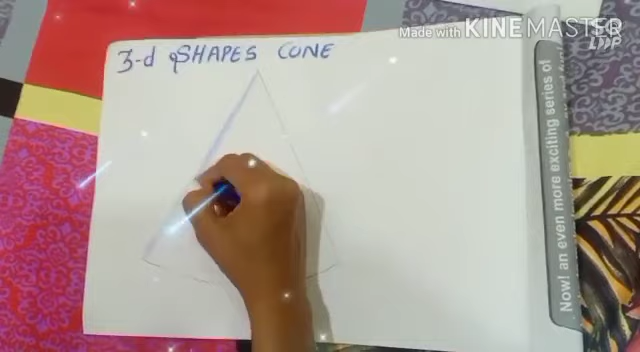 Made with KINEMASTER
3-d SHAPES CONE
Now! an even more exciting series of